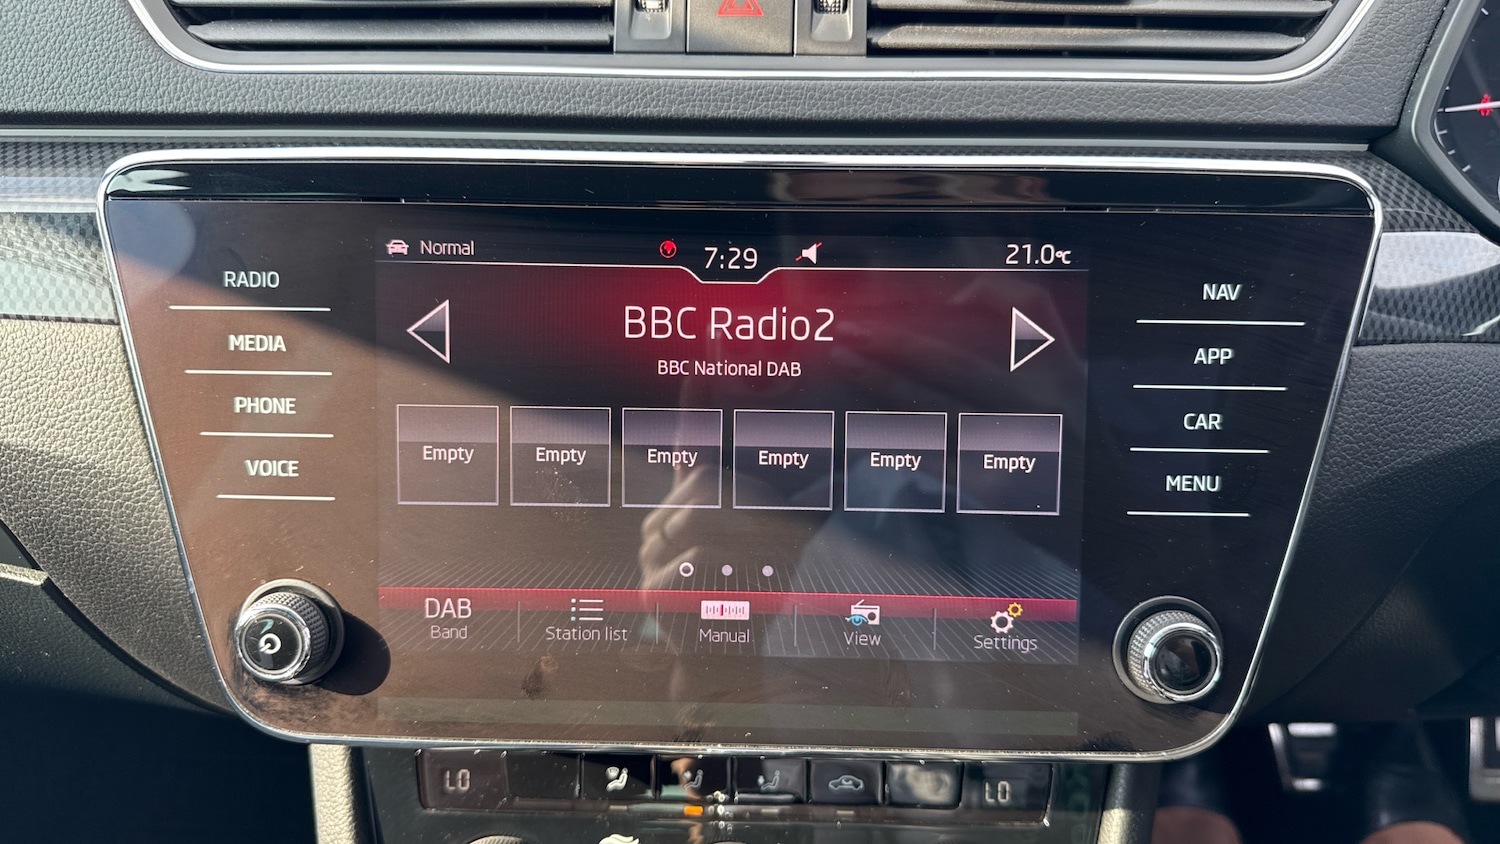 Normal
7:29
21.0°C
RADIO
MEDIA
PHONE
VOICE
BBC Radio2
BBC National DAB
Empty
Empty
Empty
Empty
Empty
Empty
NAV
APP
CAR
MENU
DAB
Band
Station list
Manual
View
Settings
LO
LO